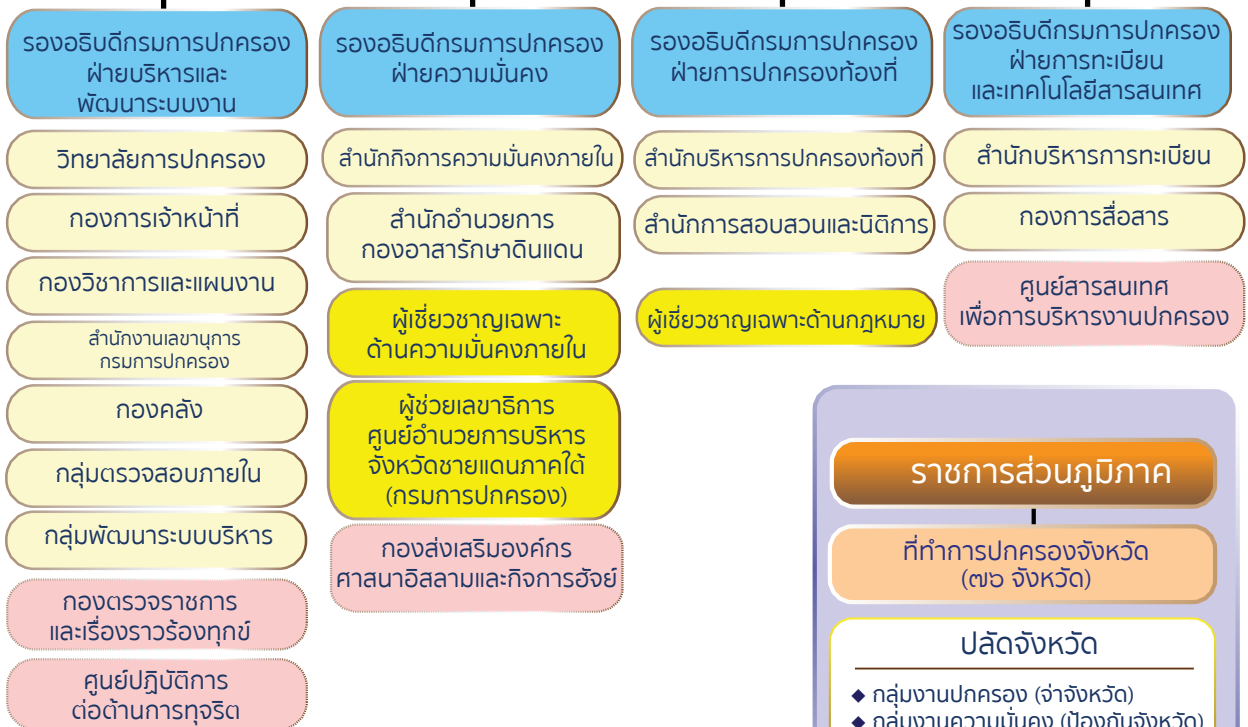 รองอธิบดีกรมการปกครอง
ฝ่ายบริหารและ
พัฒนาระบบงาน
วิทยาลัยการปกครอง
กองการเจ้าหน้าที่
กองวิชาการและแผนงาน
สำนักงานเลขานุการ
กรมการปกครอง
กองคลัง
กลุ่มตรวจสอบภายใน
กลุ่มพัฒนาระบบบริหาร
กองตรวจราชการ
และเรื่องราวร้องทุกข์
ศูนย์ปฏิบัติการ
ต่อต้านการทุจริต
รองอธิบดีกรมการปกครอง
ฝ่ายความมั่นคง
สำนักกิจการความมั่นคงภายใน
สำนักอำนวยการ
กองอาสารักษาดินแดน
ผู้เชี่ยวชาญเฉพาะ
ด้านความมั่นคงภายใน
ผู้ช่วยเลขาธิการ
ศูนย์อำนวยการบริหาร
จังหวัดชายแดนภาคใต้
(กรมการปกครอง)
กองส่งเสริมองค์กร
ศาสนาอิสลามและกิจการฮัจย์
รองอธิบดีกรมการปกครอง
ฝ่ายการปกครองท้องที่
สำนักบริหารการปกครองท้องที่
สำนักการสอบสวนและนิติการ
ผู้เชี่ยวชาญเฉพาะด้านกฎหมาย
รองอธิบดีกรมการปกครอง
ฝ่ายการทะเบียน
และเทคโนโลยีสารสนเทศ
สำนักบริหารการทะเบียน
กองการสื่อสาร
ศูนย์สารสนเทศ
เพื่อการบริหารงานปกครอง
ราชการส่วนภูมิภาค
ที่ทำการปกครองจังหวัด
(๗๖ จังหวัด)
ปลัดจังหวัด
◆ กลุ่มงานปกครอง (จ่าจังหวัด)
◆ กลุ่มงานความมั่นคง (ป้องกันจังหวัด)